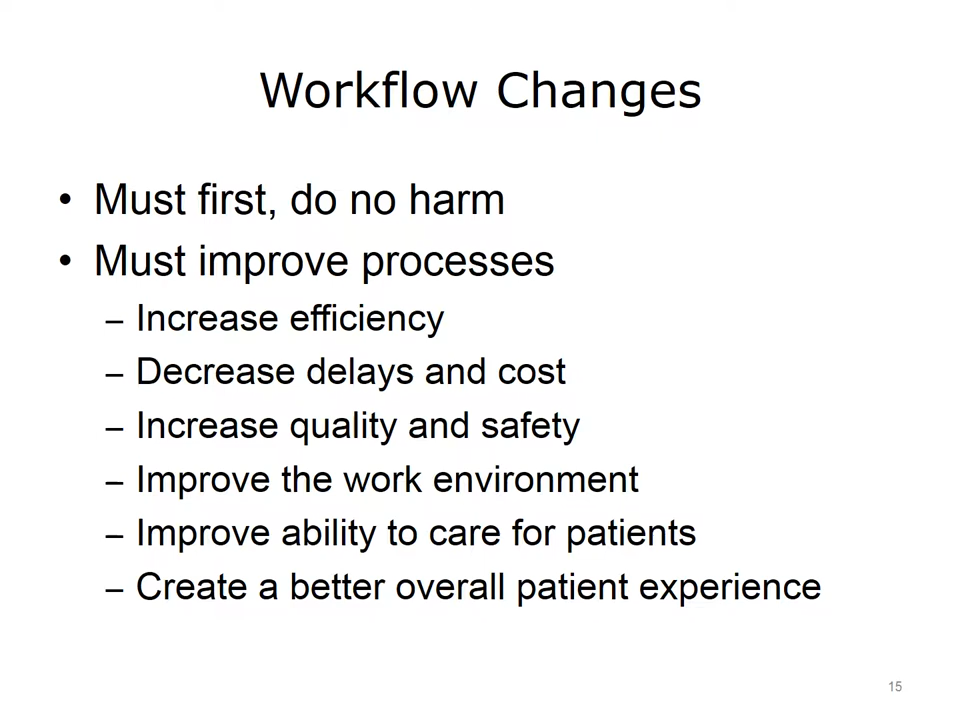 Workflow Changes
• Must first, do no harm
• Must improve processes
– Increase efficiency
– Decrease delays and cost
– Increase quality and safety
– Improve the work environment
– Improve ability to care for patients
– Create a better overall patient experience
15